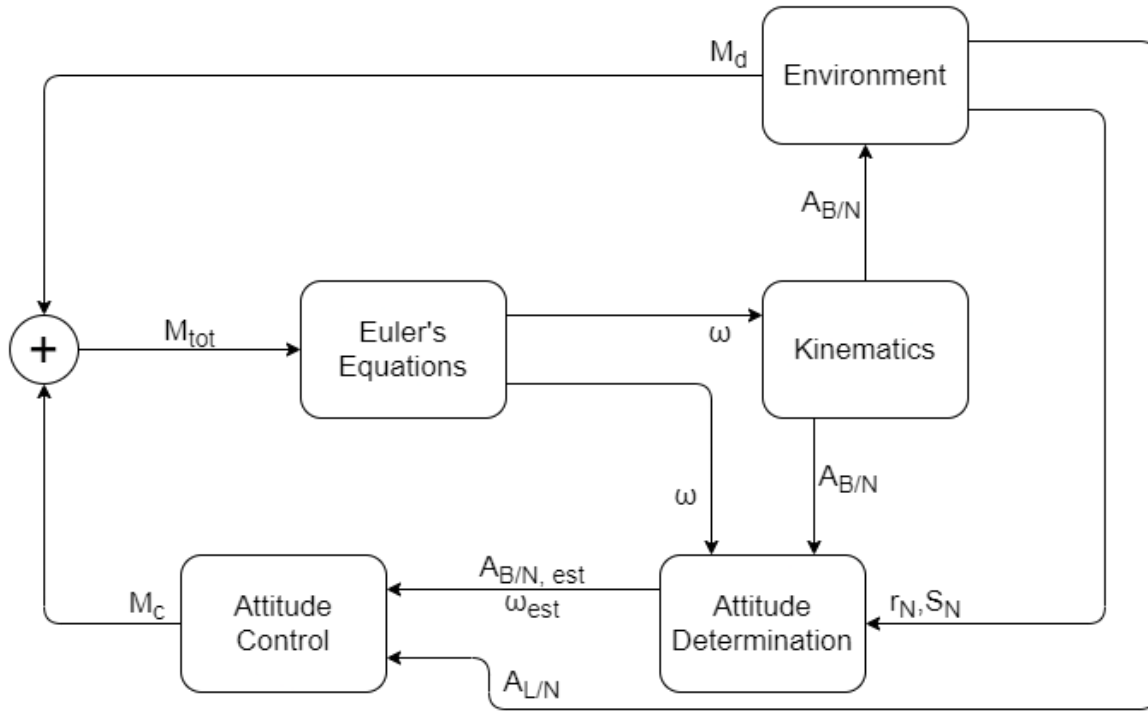 M_d
Environment
A_B/N
+
M_tot
Euler's
Equations
ω
Kinematics
ω
A_B/N
A_B/N, est
ω_est
M_c
Attitude
Control
Attitude
Determination
r_N,S_N
A_L/N